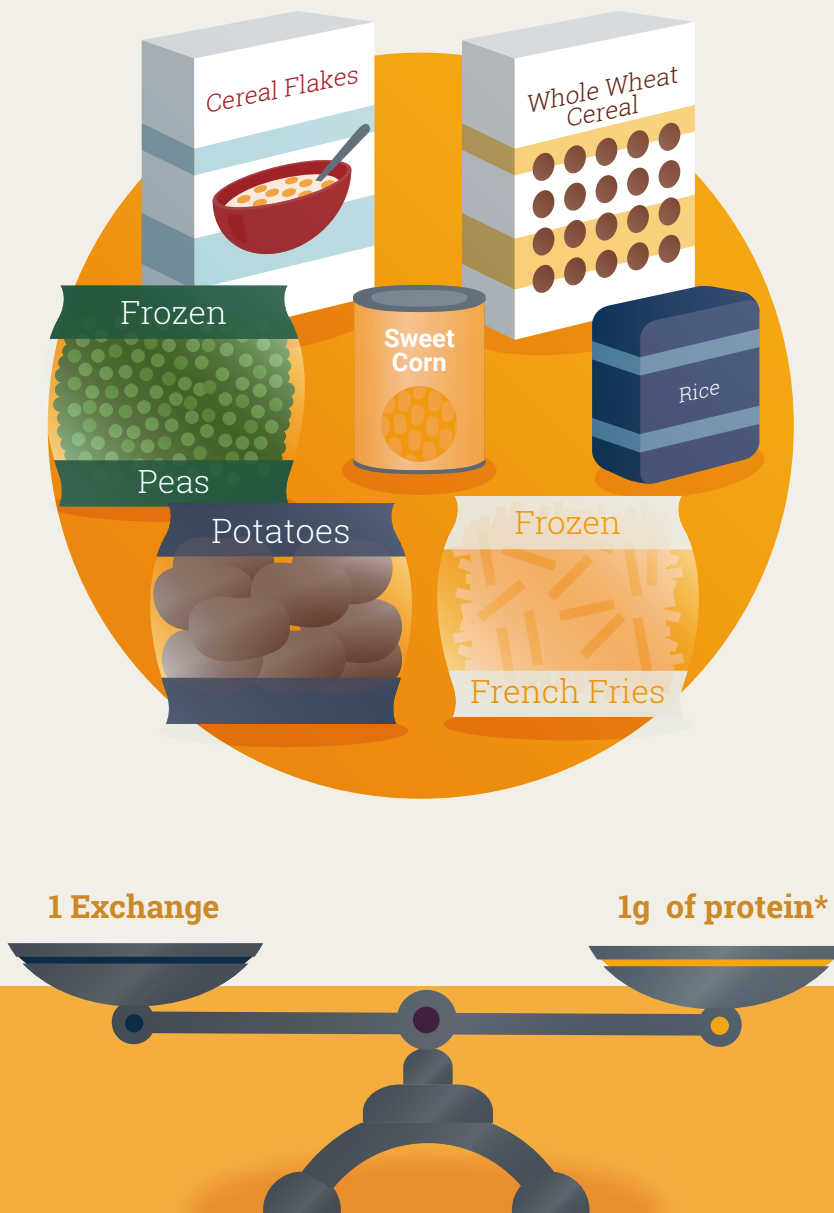 Cereal Flakes
Whole Wheat
Cereal
Frozen
Peas
Sweet
Corn
Rice
Potatoes
Frozen
French Fries
1 Exchange
1g of protein*